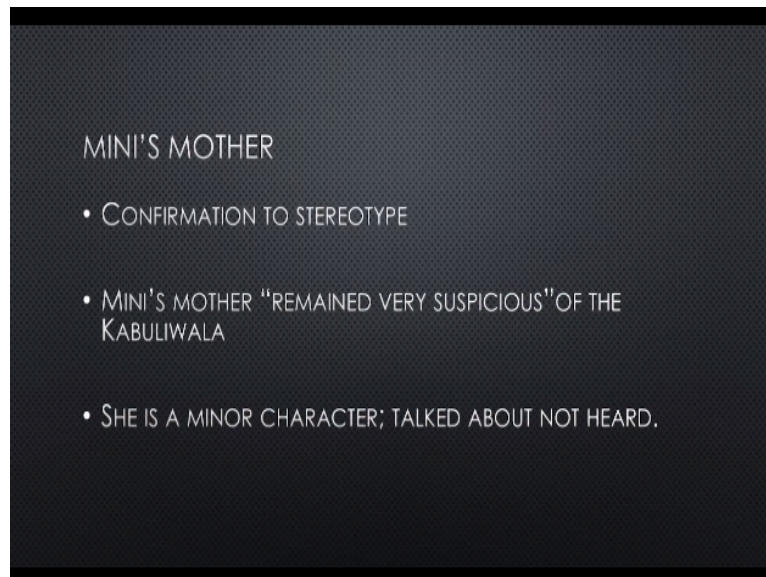 MINI'S MOTHER
• CONFIRMATION TO STEREOTYPE
• MINI'S MOTHER “REMAINED VERY SUSPICIOUS”OF THE
KABULIWALA
• SHE IS A MINOR CHARACTER; TALKED ABOUT NOT HEARD.